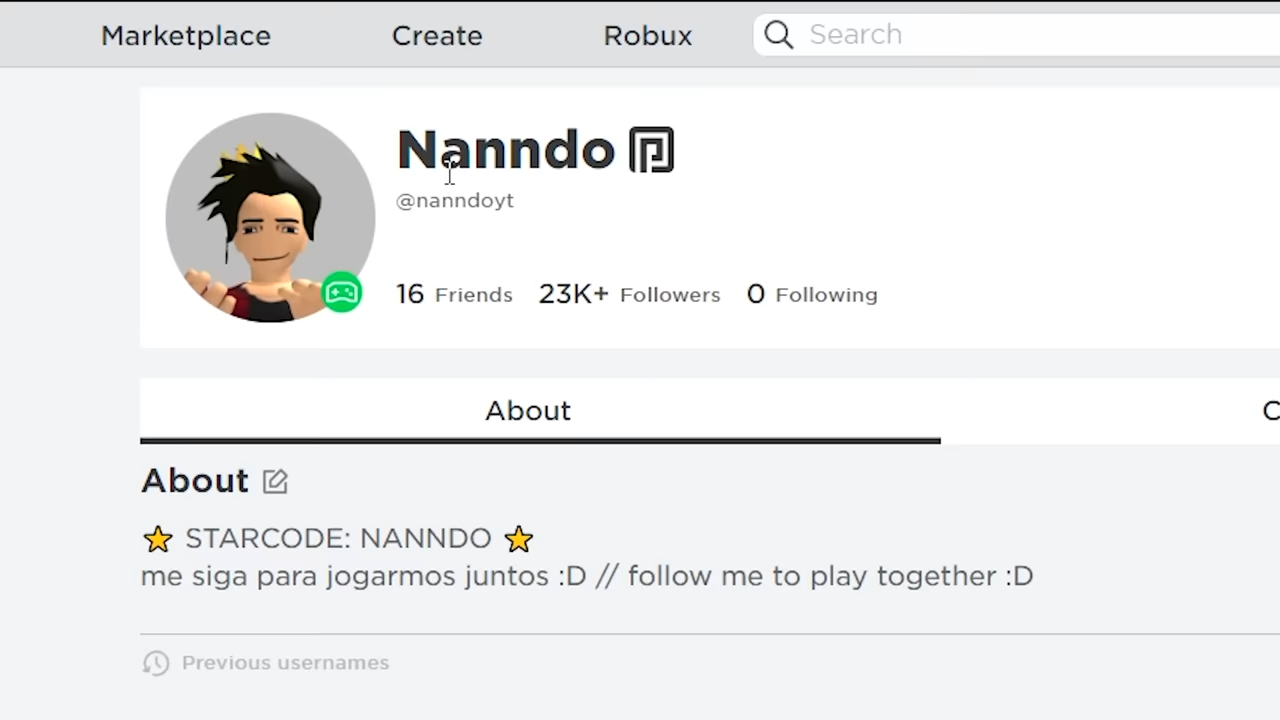 Marketplace Create Robux Search
Nanndo
@nanndoyt
16 Friends 23K+ Followers 0 Following
About C
About
⭐ STARCODE: NANNDO ⭐
me siga para jogarmos juntos :D // follow me to play together :D
Previous usernames